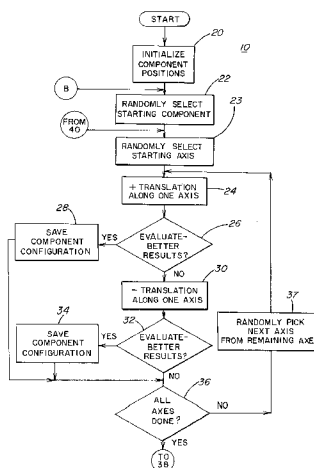 START
20
INITIALIZE
COMPONENT
POSITIONS
10
B
22
RANDOMLY SELECT
STARTING COMPONENT
23
FROM
40
RANDOMLY SELECT
STARTING AXIS
+ TRANSLATION
ALONG ONE AXIS
24
28
SAVE
COMPONENT
CONFIGURATION
YES
EVALUATE-
BETTER
RESULTS?
26
NO
30
- TRANSLATION
ALONG ONE AXIS
34
SAVE
COMPONENT
CONFIGURATION
YES
32
EVALUATE-
BETTER
RESULTS?
NO
37
RANDOMLY PICK
NEXT AXIS
FROM REMAINING AXE
36
ALL
AXES
DONE?
NO
YES
TO
38